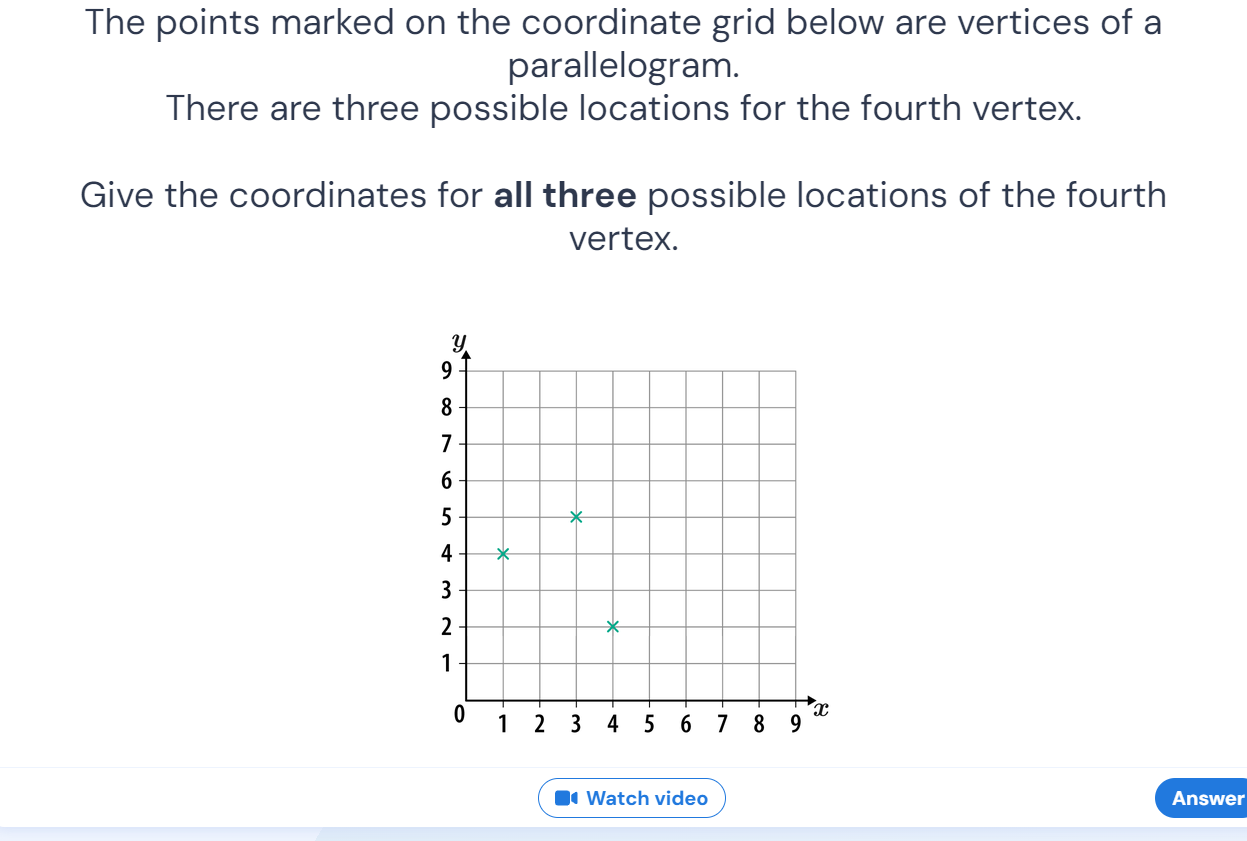 The points marked on the coordinate grid below are vertices of a
parallelogram.
There are three possible locations for the fourth vertex.
Give the coordinates for all three possible locations of the fourth
vertex.
y
9
8
7
6
5
4
3
2
1
0 1 2 3 4 5 6 7 8 9 x
Watch video
Answer